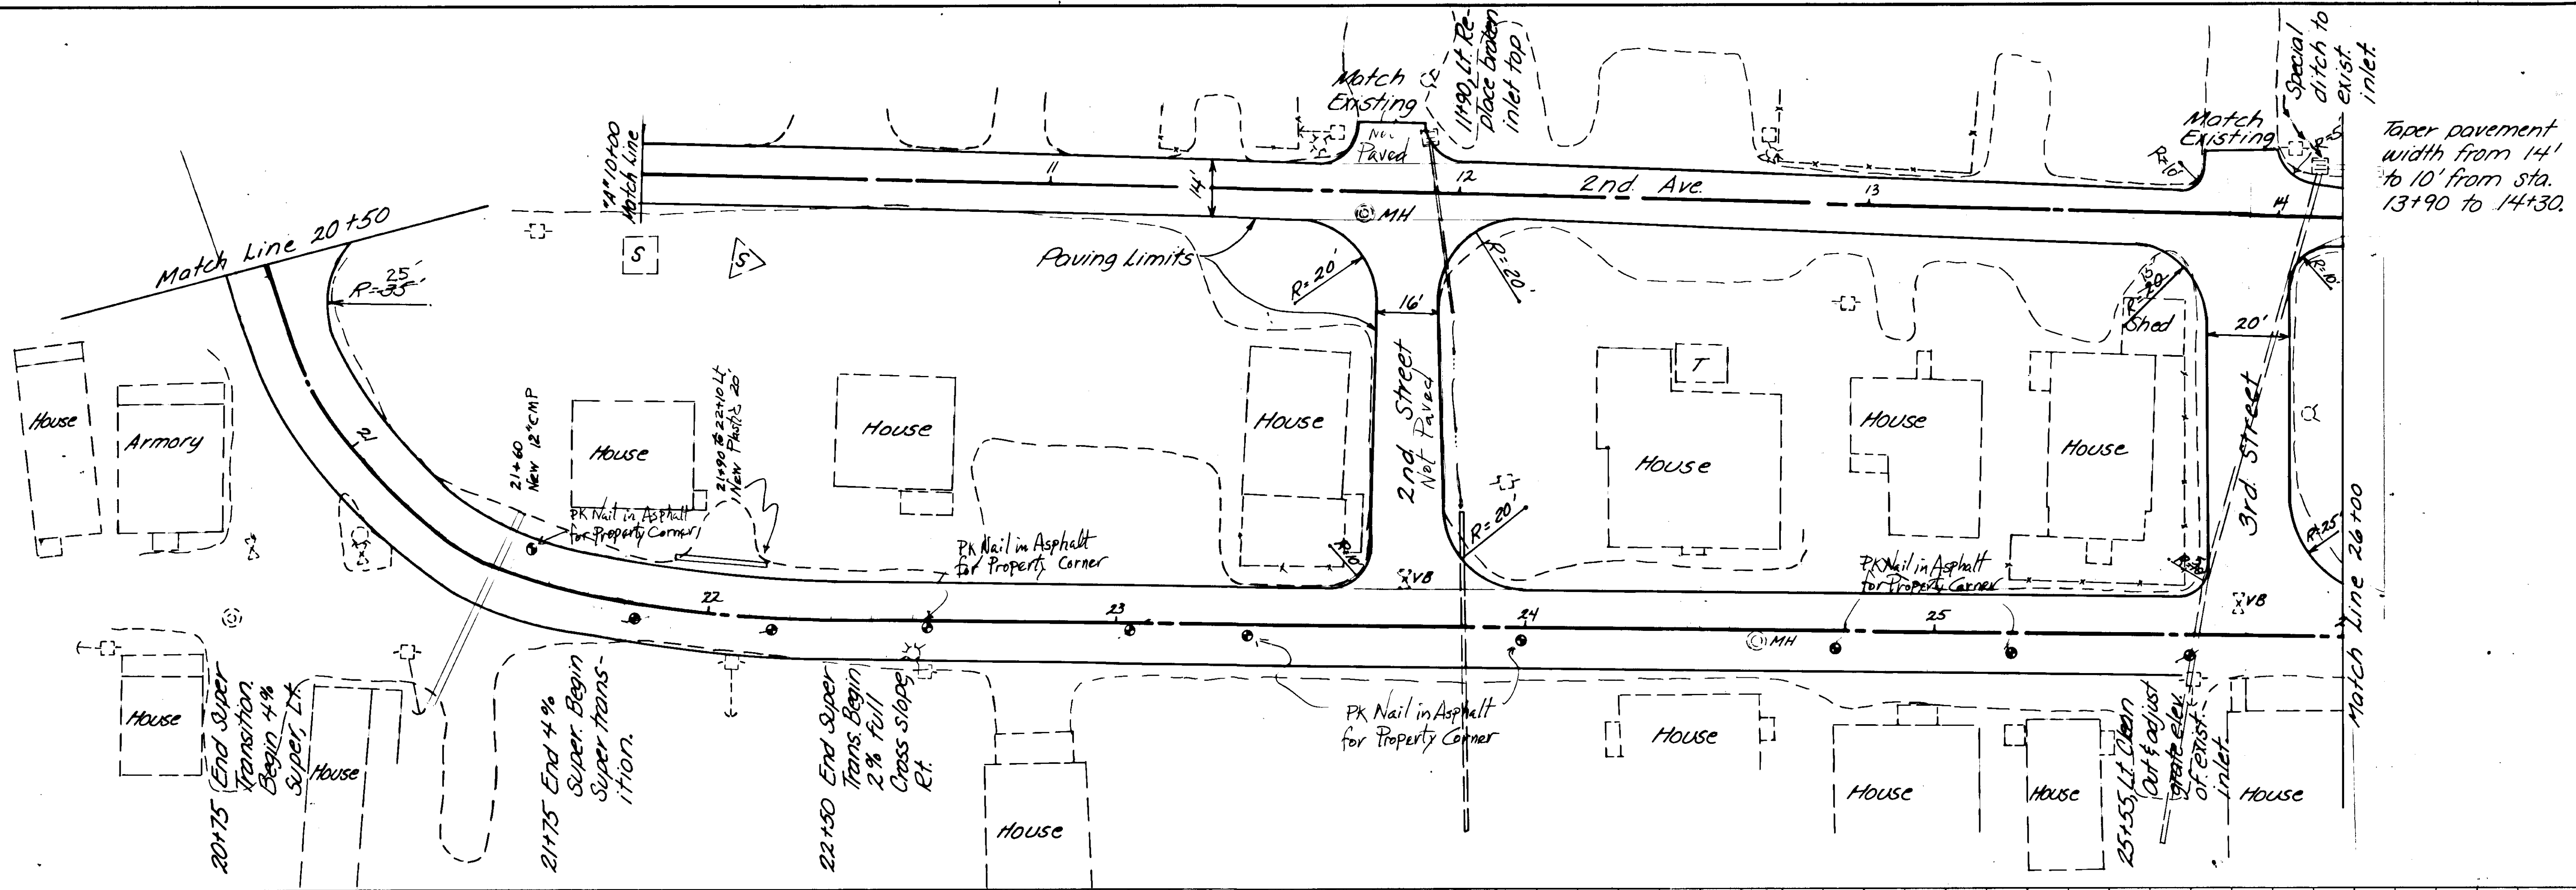 Match Line 20+50
"A" 10+00
Match Line
11
14'
Match
Existing
Paved
11+90, Lt. Re-
place broken
inlet top
12
2nd. Ave.
13
14
MH
Match
Existing
R=10'
R=5'
Special
ditch to
exist.
inlet.
Taper pavement
width from 14'
to 10' from sta.
13+90 to 14+30.
25'
R=35'
S
S
Paving Limits
R=20'
16'
R=20'
15'
R=20'
Shed
20'
R=10'
House
Armory
21
21+60
New 12" CMP
House
21+90 to 22+10 Lt
New Plastic 20'
House
House
2nd. Street
Not Paved
T
House
House
House
3rd. Street
PK Nail in Asphalt
for Property Corner
PK Nail in Asphalt
for Property Corner
R=10'
R=20'
VB
PK Nail in Asphalt
for Property Corner
R=25'
VB
Match Line 26+00
22
23
24
25
MH
House
20+75 End Super
Transition.
Begin 4%
Super, Lt.
House
21+75 End 4%
Super. Begin
Super trans-
ition.
22+50 End Super
Trans. Begin
2% full
Cross slope,
Rt.
House
PK Nail in Asphalt
for Property Corner
House
House
House
25+55, Lt. Clean
Out & adjust
grate elev.
of exist.
inlet.
House